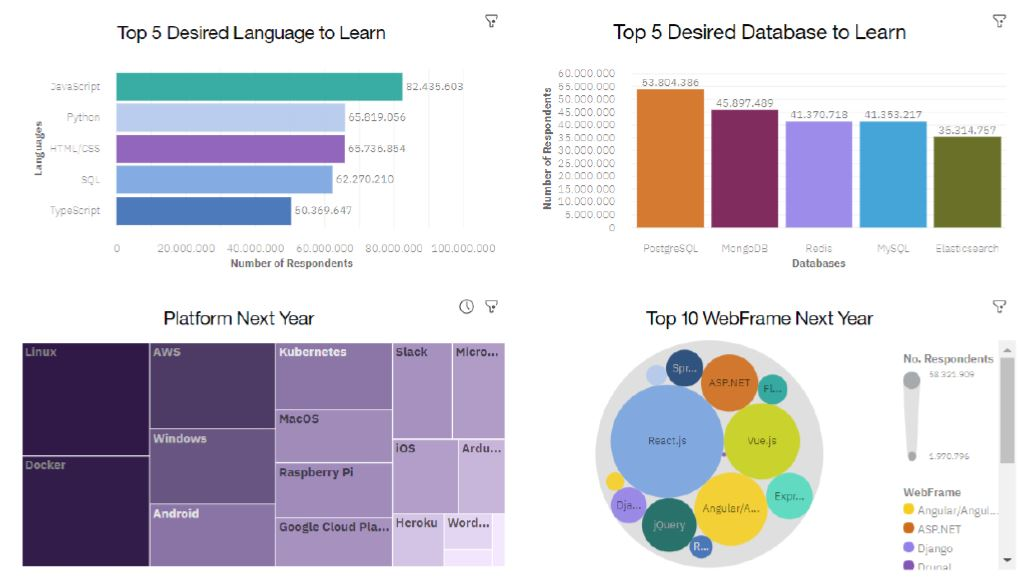 Top 5 Desired Language to Learn
Languages
JavaScript
82.435.603
Python
65.819.056
HTML/CSS
65.736.854
SQL
62.270.210
TypeScript
50.369.647
0
20.000.000
40.000.000
60.000.000
80.000.000
100.000.000
Number of Respondents
Top 5 Desired Database to Learn
Number of Respondents
60.000.000
55.000.000
50.000.000
45.000.000
40.000.000
35.000.000
30.000.000
25.000.000
20.000.000
15.000.000
10.000.000
5.000.000
0
53.804.386
45.897.489
41.370.718
41.353.217
35.314.757
PostgreSQL
MongoDB
Redis
MySQL
Elasticsearch
Databases
Platform Next Year
Linux
AWS
Kubernetes
Slack
Micro...
MacOS
Windows
iOS
Ardu...
Docker
Raspberry Pi
Android
Google Cloud Pla...
Heroku
Word...
Top 10 WebFrame Next Year
Spr...
ASP.NET
Fl...
React.js
Vue.js
Expr...
Dja...
Angular/A...
jQuery
R...
No. Respondents
58.321.909
1.970.796
WebFrame
Angular/Angul...
ASP.NET
Django
Drupal